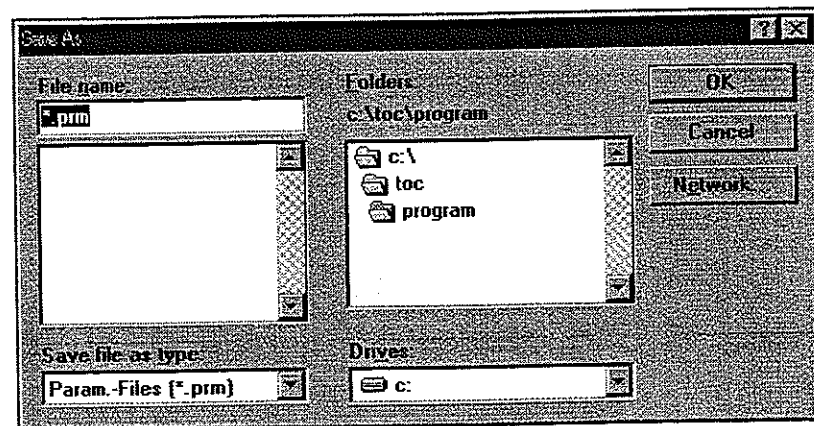 Save As
File name:
*.prm
Folders:
c:\toc\program
c:\
toc
program
OK
Cancel
Network...
Save file as type:
Param.-Files (*.prm)
Drives:
c: